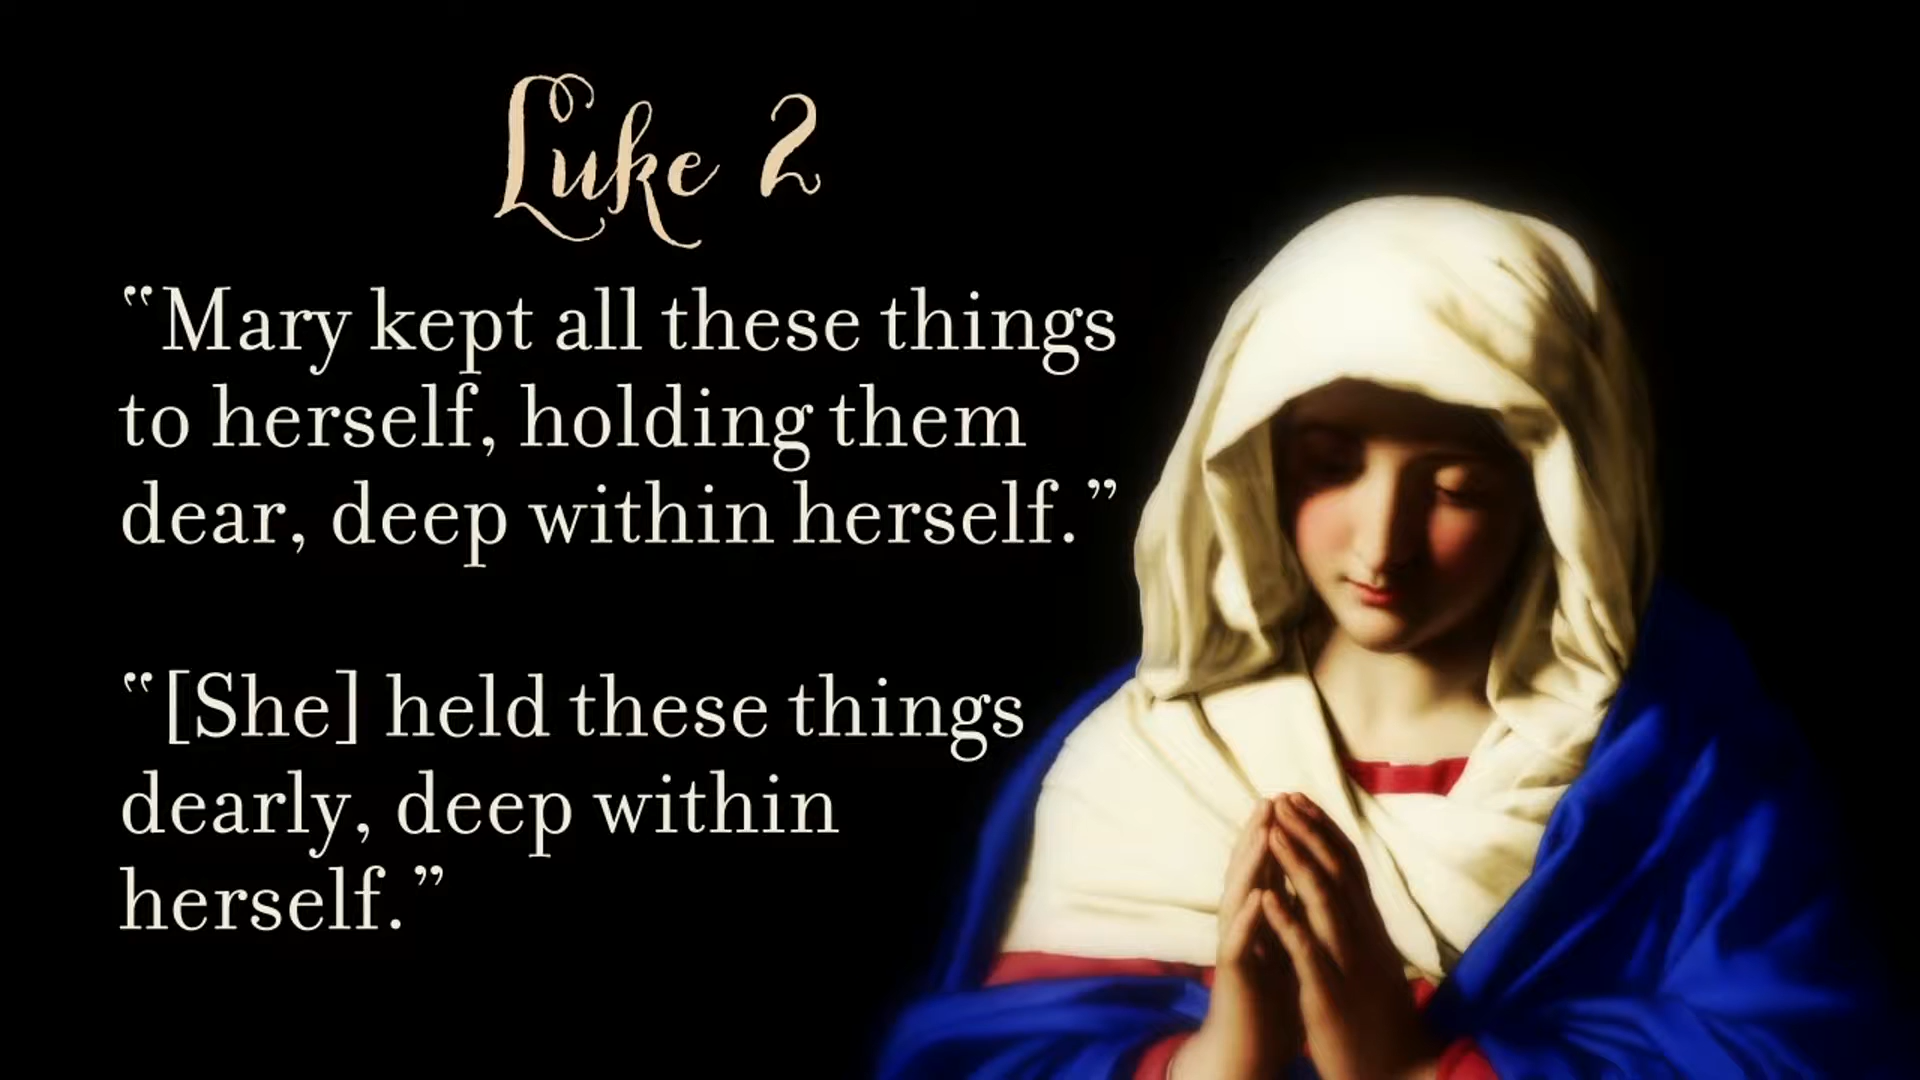 Luke 2
“Mary kept all these things
to herself, holding them
dear, deep within herself.”
“[She] held these things
dearly, deep within
herself.”